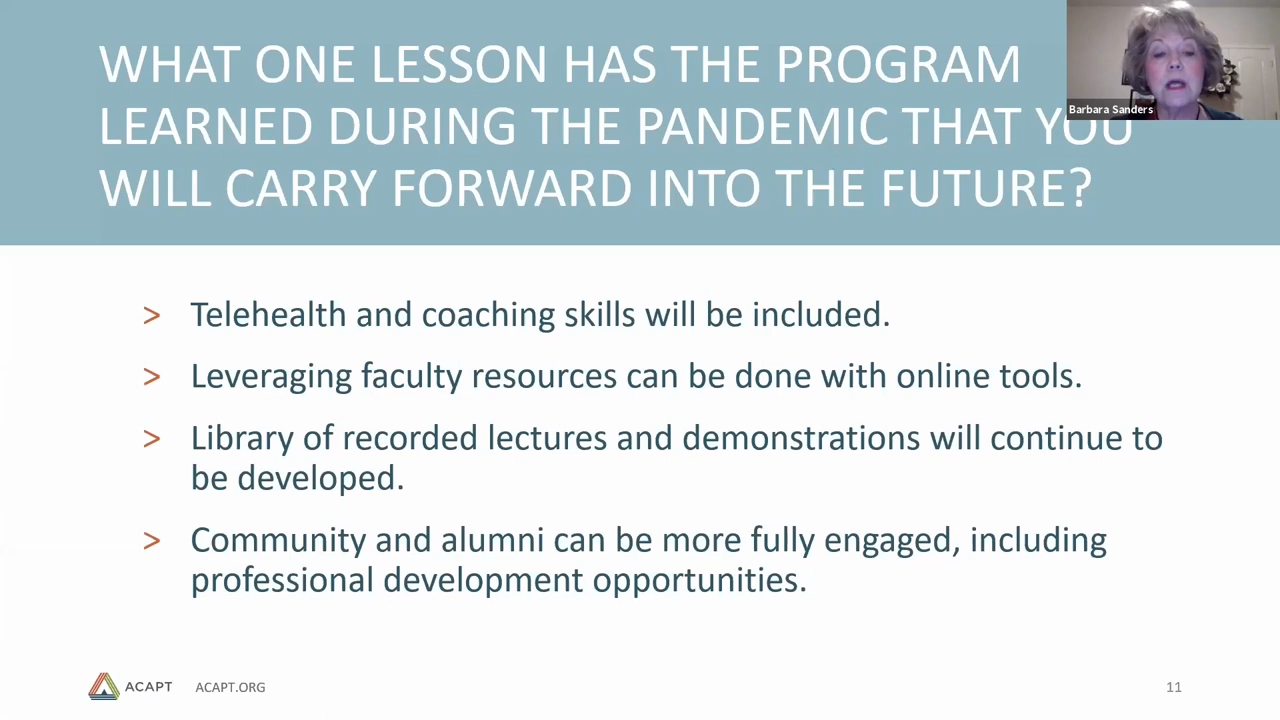 WHAT ONE LESSON HAS THE PROGRAM
LEARNED DURING THE PANDEMIC THAT YOU
WILL CARRY FORWARD INTO THE FUTURE?
Barbara Sanders
> Telehealth and coaching skills will be included.
> Leveraging faculty resources can be done with online tools.
> Library of recorded lectures and demonstrations will continue to
be developed.
> Community and alumni can be more fully engaged, including
professional development opportunities.
ACAPT ACAPT.ORG 11